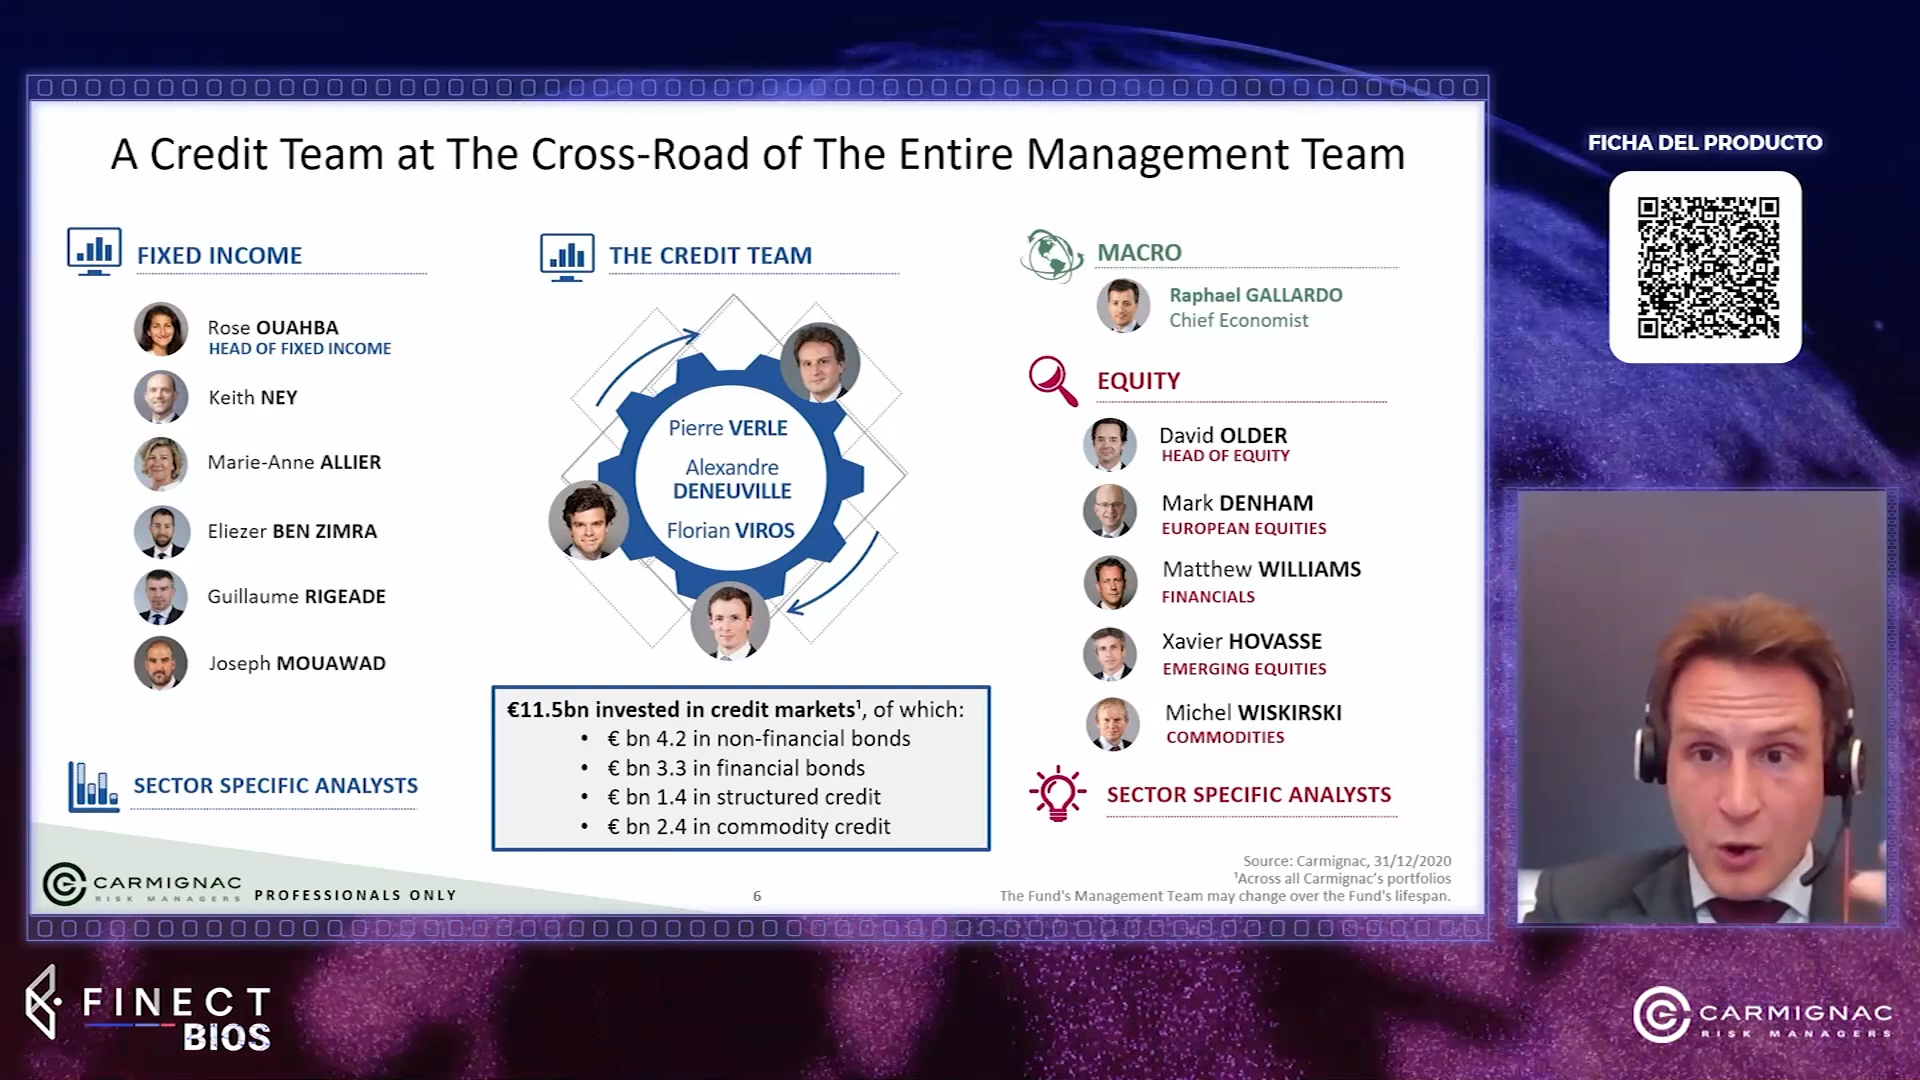 A Credit Team at The Cross-Road of The Entire Management Team
FICHA DEL PRODUCTO
FIXED INCOME
Rose OUAHBA
HEAD OF FIXED INCOME
Keith NEY
Marie-Anne ALLIER
Eliezer BEN ZIMRA
Guillaume RIGEADE
Joseph MOUAWAD
SECTOR SPECIFIC ANALYSTS
THE CREDIT TEAM
Pierre VERLE
Alexandre
DENEUVILLE
Florian VIROS
€11.5bn invested in credit markets¹, of which:
• € bn 4.2 in non-financial bonds
• € bn 3.3 in financial bonds
• € bn 1.4 in structured credit
• € bn 2.4 in commodity credit
MACRO
Raphael GALLARDO
Chief Economist
EQUITY
David OLDER
HEAD OF EQUITY
Mark DENHAM
EUROPEAN EQUITIES
Matthew WILLIAMS
FINANCIALS
Xavier HOVASSE
EMERGING EQUITIES
Michel WISKIRSKI
COMMODITIES
SECTOR SPECIFIC ANALYSTS
Source: Carmignac, 31/12/2020
¹Across all Carmignac's portfolios
The Fund's Management Team may change over the Fund's lifespan.
CARMIGNAC
RISK MANAGERS
PROFESSIONALS ONLY
6
FINECT
BIOS
CARMIGNAC
RISK MANAGERS